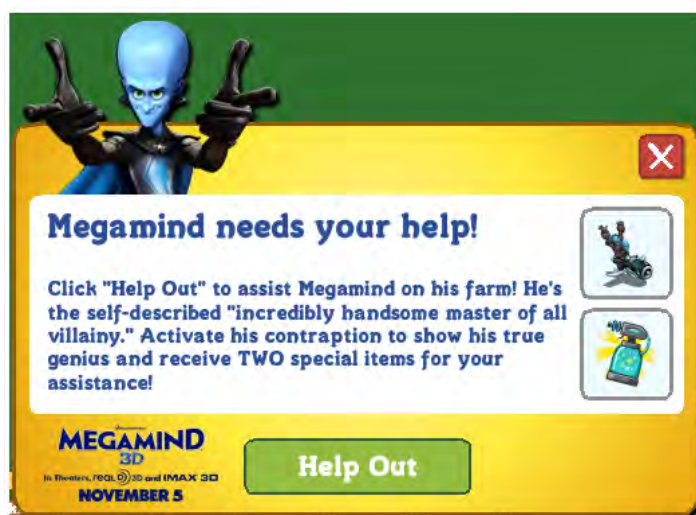 Megamind needs your help!
Click "Help Out" to assist Megamind on his farm! He's
the self-described "incredibly handsome master of all
villainy." Activate his contraption to show his true
genius and receive TWO special items for your
assistance!
MEGAMIND
3D
In Theaters, REAL D 3D and IMAX 3D
NOVEMBER 5
Help Out